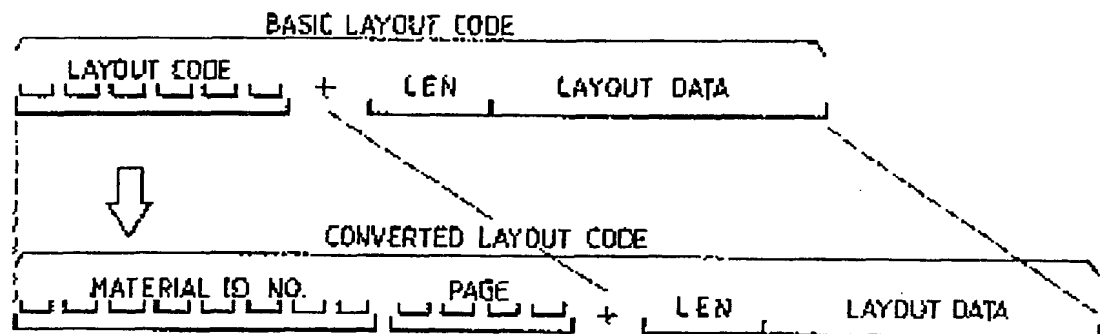 BASIC LAYOUT CODE
LAYOUT CODE + LEN LAYOUT DATA
CONVERTED LAYOUT CODE
MATERIAL ID NO. PAGE + LEN LAYOUT DATA